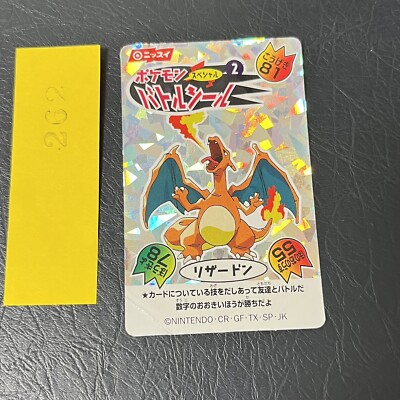 262
ニッスイ
ポケモン スペシャル 2
バトルシール
こうげき
81
78
55
リザードン
★カードについている技をだしあって友達とバトルだ
数字のおおきいほうが勝ちだよ
©NINTENDO・CR・GF・TX・SP・JK